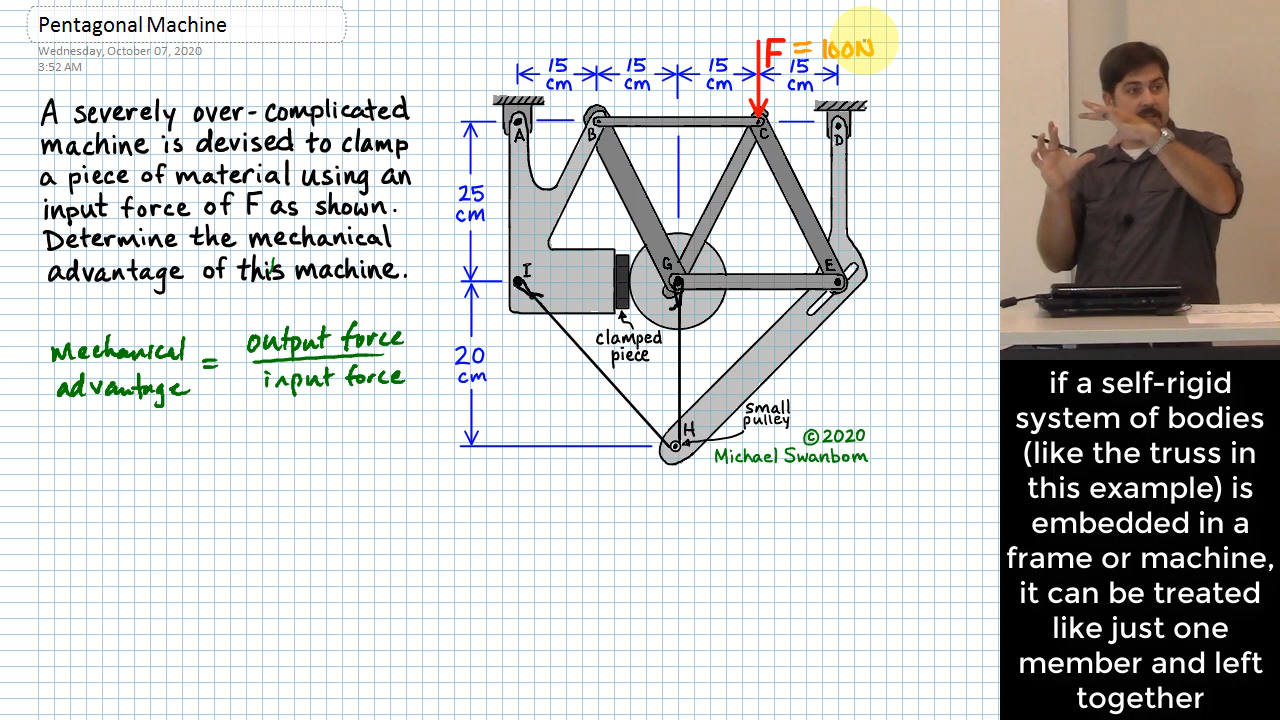 Pentagonal Machine
Wednesday, October 07, 2020
3:52 AM
A severely over-complicated
machine is devised to clamp
a piece of material using an
input force of F as shown.
Determine the mechanical
advantage of this machine.
Mechanical
advantage = output force
input force
F = 100N
15 cm
15 cm
15 cm
15 cm
A
B
C
D
25 cm
I
G
E
clamped
piece
20 cm
small
pulley
H
©2020
Michael Swanbom
if a self-rigid
system of bodies
(like the truss in
this example) is
embedded in a
frame or machine,
it can be treated
like just one
member and left
together